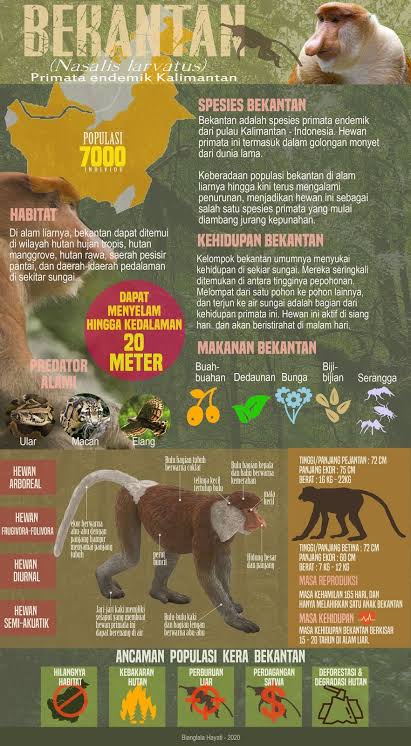 BEKANTAN
(Nasalis larvatus)
Primata endemik Kalimantan
POPULASI
7000
INDIVIDU
SPESIES BEKANTAN
Bekantan adalah spesies primata endemik
dari pulau Kalimantan - Indonesia. Hewan
primata ini termasuk dalam golongan monyet
dari dunia lama.
Keberadaan populasi bekantan di alam
liarnya hingga kini terus mengalami
penurunan, menjadikan hewan ini sebagai
salah satu spesies primata yang mulai
diambang jurang kepunahan.
HABITAT
Di alam liarnya, bekantan dapat ditemui
di wilayah hutan hujan tropis, hutan
manggrove, hutan rawa, saerah pesisir
pantai, dan daerah-idaerah pedalaman
di sekitar sungai.
KEHIDUPAN BEKANTAN
Kelompok bekantan umumnya menyukai
kehidupan di sekiar sungai. Mereka seringkali
ditemukan di antara tingginya pepohonan.
Melompat dari satu pohon ke pohon lainnya,
dan terjun ke air sungai adalah bagian dari
kehidupan primata ini. Hewan ini aktif di siang
hari. dan akan beristirahat di malam hari.
DAPAT
MENYELAM
HINGGA KEDALAMAN
20
METER
MAKANAN BEKANTAN
Buah-
buahan
Dedaunan
Bunga
Biji-
bijian
Serangga
PREDATOR
ALAMI
Ular
Macan
Elang
HEWAN
ARBOREAL
HEWAN
FRUGIVORA-FOLIVORA
HEWAN
DIURNAL
HEWAN
SEMI-AKUATIK
Bulu bagian tubuh
berwarna coklat
Bulu bagian kepala
dan bahu berwarna
kemerahan
telinga kecil
tertutup bulu
mata
kecil
Ekor berwarna
abu-abu dengan
panjang hampir
menyamai panjang
tubuh
perut
buncit
Hidung besar
dan panjang
Jari-jari kaki memiliki
selaput yang membuat
hewan primata ini
dapat berenang di air
Bulu-bulu kaki
dan bagian tengan
berwarna abu-abu
TINGGI/PANJANG PEJANTAN : 72 CM
PANJANG EKOR : 75 CM
BERAT : 16 KG - 22KG
TINGGI/PANJANG BETINA : 72 CM
PANJANG EKOR : 60 CM
BERAT : 7 KG - 12 KG
MASA REPRODUKSI
MASA KEHAMILAN 165 HARI, DAN
HANYA MELAHIRKAN SATU ANAK BEKANTAN
MASA KEHIDUPAN
MASA KEHIDUPAN BEKANTAN BERKISAR
15 - 20 TAHUN DI ALAM LIAR.
ANCAMAN POPULASI KERA BEKANTAN
HILANGNYA
HABITAT
KEBAKARAN
HUTAN
PERBURUAN
LIAR
PERDAGANGAN
SATWA
DEFORESTASI &
DEGRADASI HUTAN
Bianglala Hayati - 2020